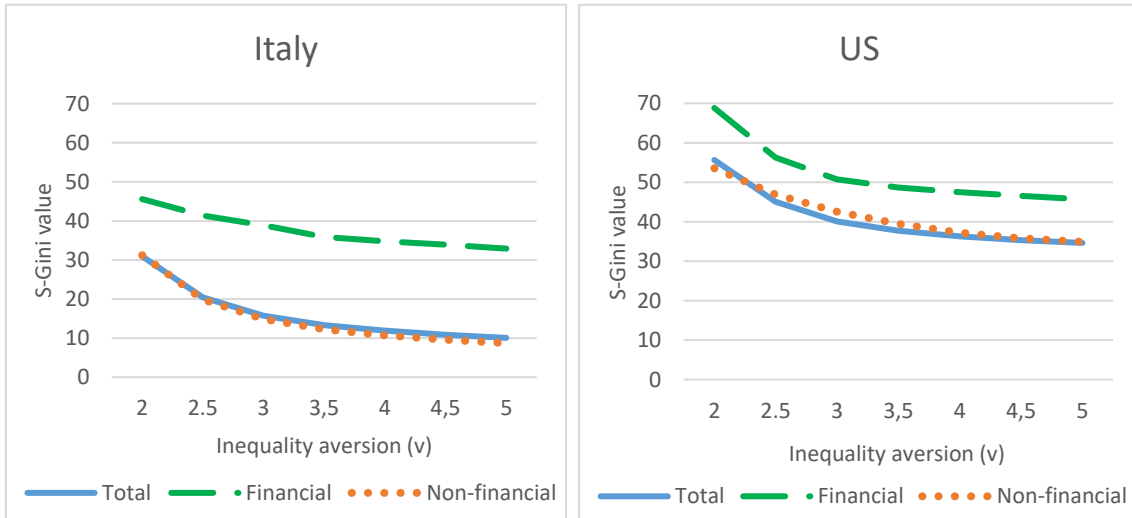 Italy
70
60
50
40
30
20
10
0
S-Gini value
2 2.5 3 3,5 4 4,5 5
Inequality aversion (v)
Total Financial Non-financial
US
70
60
50
40
30
20
10
0
S-Gini value
2 2.5 3 3,5 4 4,5 5
Inequality aversion (v)
Total Financial Non-financial